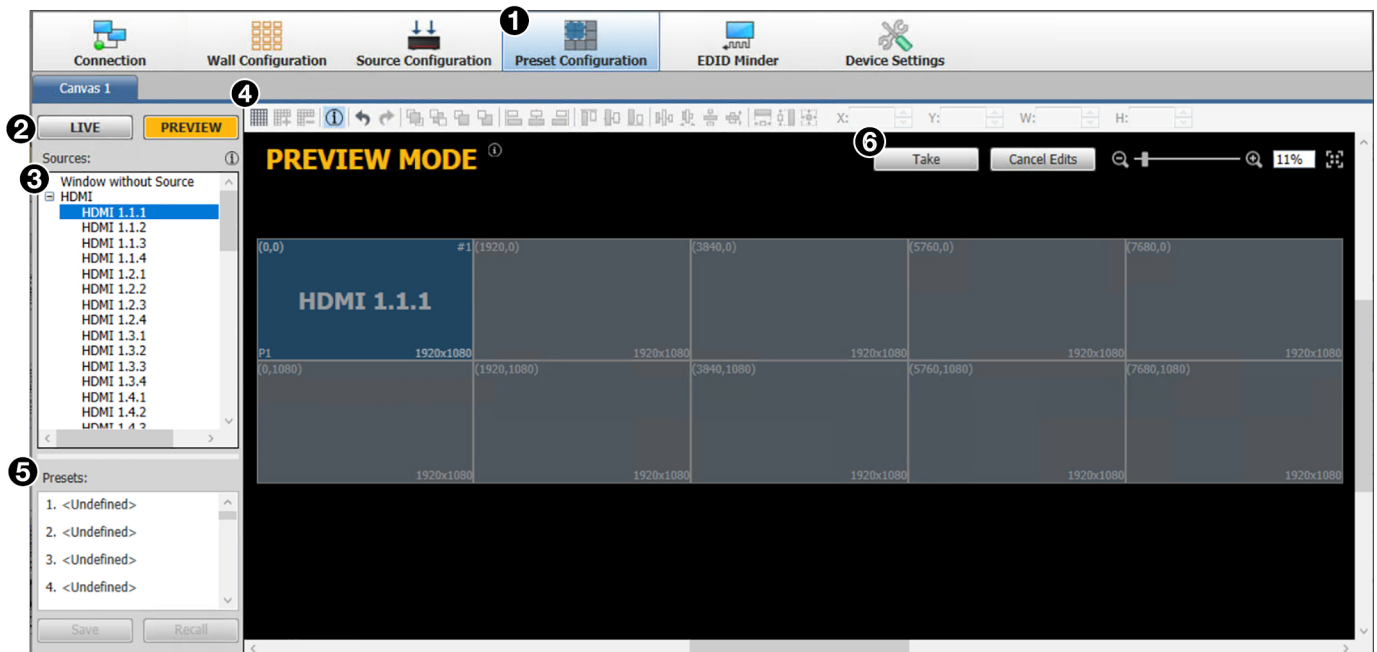 1
Connection Wall Configuration Source Configuration Preset Configuration EDID Minder Device Settings
Canvas 1
4
2 LIVE PREVIEW
X: Y: W: H:
6
Sources:
PREVIEW MODE
Take Cancel Edits 11%
3 Window without Source
HDMI
HDMI 1.1.1
HDMI 1.1.2
HDMI 1.1.3
HDMI 1.1.4
HDMI 1.2.1
HDMI 1.2.2
HDMI 1.2.3
HDMI 1.2.4
HDMI 1.3.1
HDMI 1.3.2
HDMI 1.3.3
HDMI 1.3.4
HDMI 1.4.1
HDMI 1.4.2
HDMI 1.4.3
(0,0) #1 (1920,0) (3840,0) (5760,0) (7680,0)
HDMI 1.1.1
P1 1920x1080 1920x1080 1920x1080 1920x1080 1920x1080
(0,1080) (1920,1080) (3840,1080) (5760,1080) (7680,1080)
1920x1080 1920x1080 1920x1080 1920x1080 1920x1080
5
Presets:
1. <Undefined>
2. <Undefined>
3. <Undefined>
4. <Undefined>
Save Recall